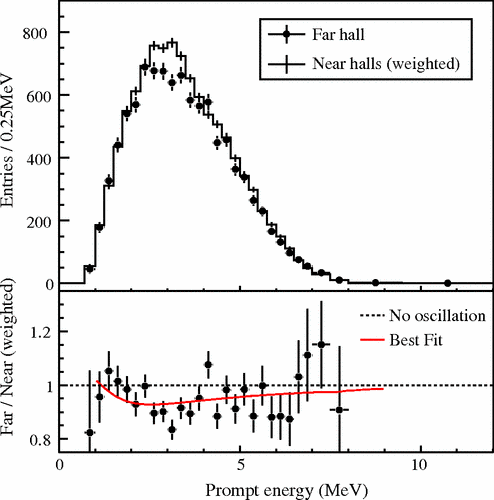 800
600
400
200
0
Entries / 0.25MeV
Far hall
Near halls (weighted)
1.2
1
0.8
Far / Near (weighted)
No oscillation
Best Fit
0
5
10
Prompt energy (MeV)